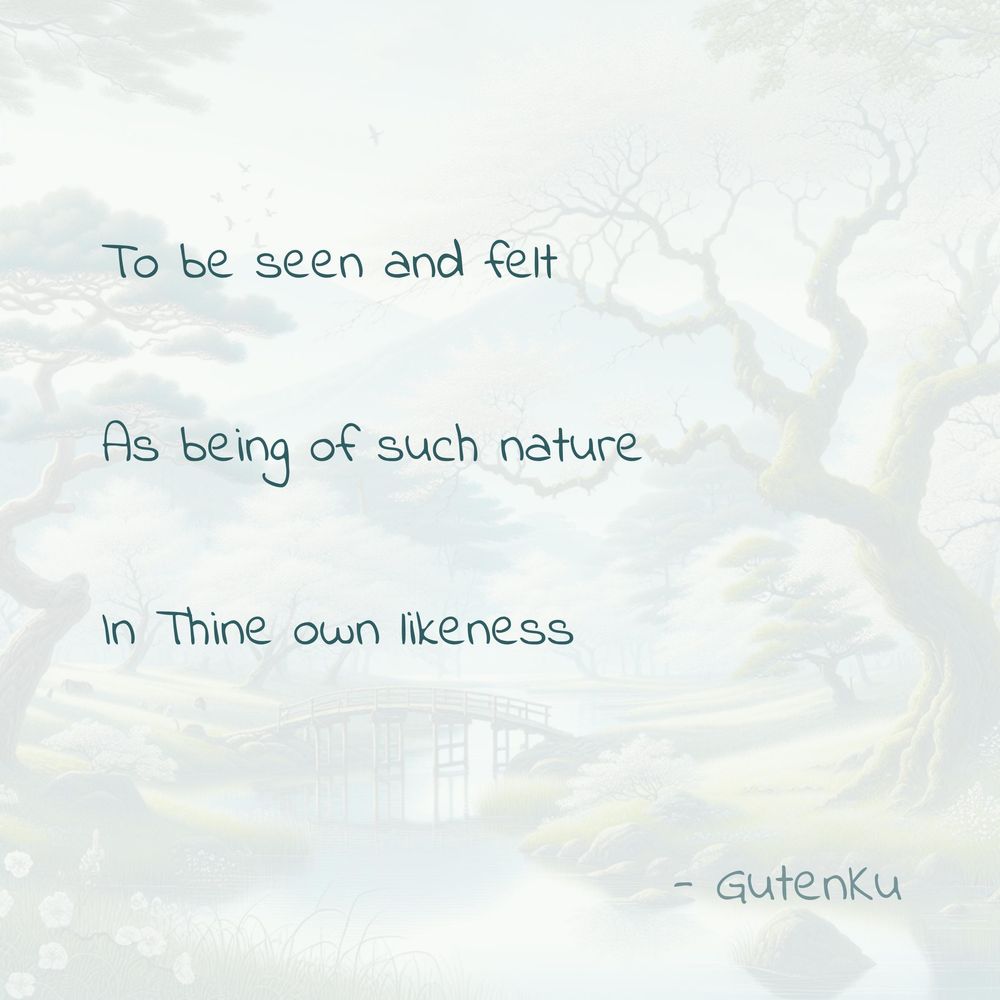 To be seen and felt
As being of such nature
In Thine own likeness
- GutenKu